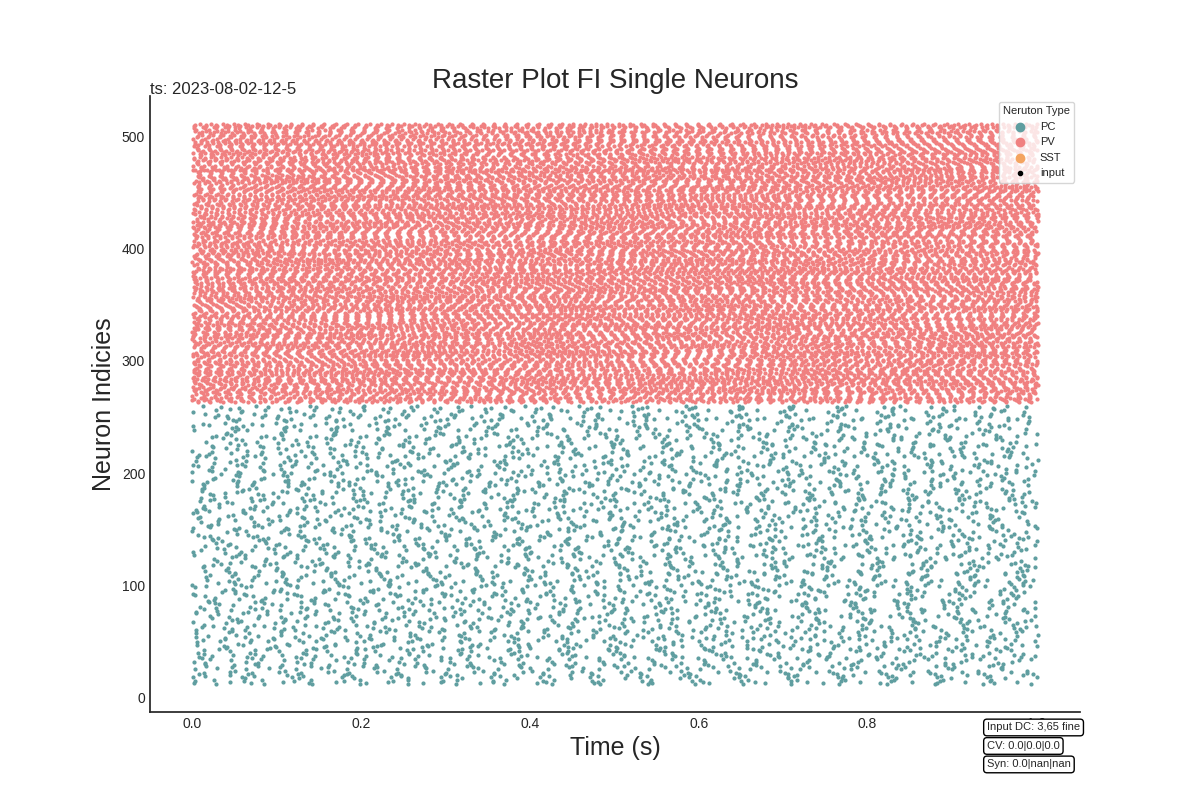 Raster Plot FI Single Neurons
ts: 2023-08-02-12-5
Neruton Type
PC
PV
SST
input
500
400
300
200
100
0
Neuron Indicies
0.0 0.2 0.4 0.6 0.8
Time (s)
Input DC: 3,65 fine
CV: 0.0|0.0|0.0
Syn: 0.0|nan|nan